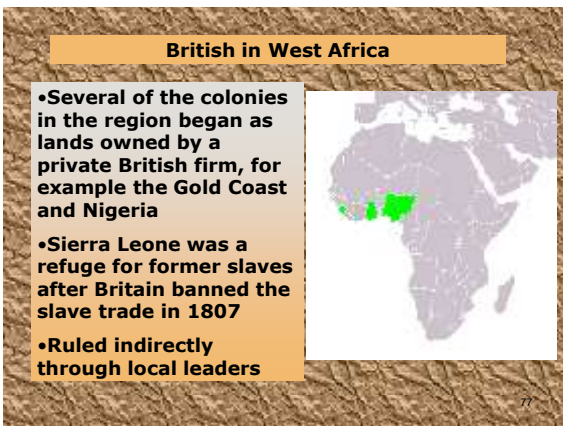 British in West Africa
•Several of the colonies
in the region began as
lands owned by a
private British firm, for
example the Gold Coast
and Nigeria
•Sierra Leone was a
refuge for former slaves
after Britain banned the
slave trade in 1807
•Ruled indirectly
through local leaders
77